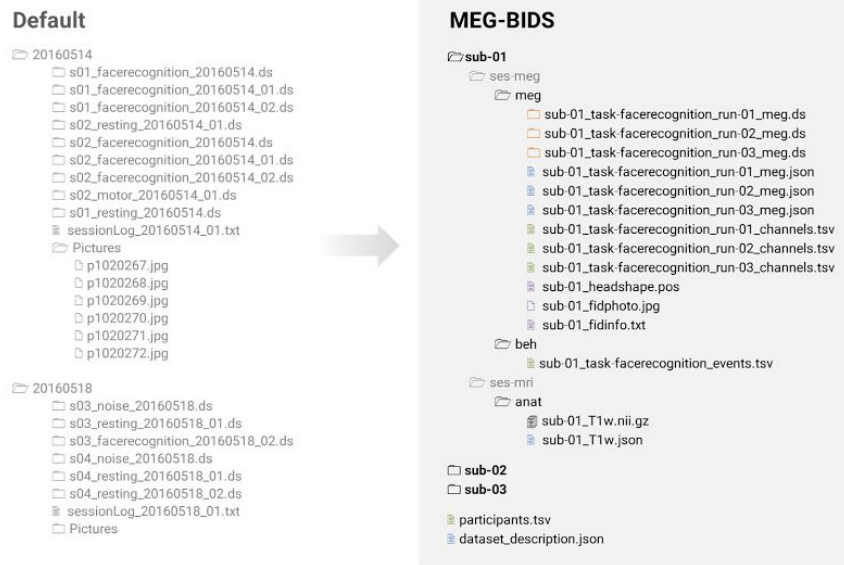 Default
20160514
s01_facerecognition_20160514.ds
s01_facerecognition_20160514_01.ds
s01_facerecognition_20160514_02.ds
s02_resting_20160514_01.ds
s02_facerecognition_20160514.ds
s02_facerecognition_20160514_01.ds
s02_facerecognition_20160514_02.ds
s02_motor_20160514_01.ds
s01_resting_20160514.ds
sessionLog_20160514_01.txt
Pictures
p1020267.jpg
p1020268.jpg
p1020269.jpg
p1020270.jpg
p1020271.jpg
p1020272.jpg
20160518
s03_noise_20160518.ds
s03_resting_20160518_01.ds
s03_facerecognition_20160518_02.ds
s04_noise_20160518.ds
s04_resting_20160518_01.ds
s04_resting_20160518_02.ds
sessionLog_20160518_01.txt
Pictures
MEG-BIDS
sub-01
ses-meg
meg
sub-01_task-facerecognition_run-01_meg.ds
sub-01_task-facerecognition_run-02_meg.ds
sub-01_task-facerecognition_run-03_meg.ds
sub-01_task-facerecognition_run-01_meg.json
sub-01_task-facerecognition_run-02_meg.json
sub-01_task-facerecognition_run-03_meg.json
sub-01_task-facerecognition_run-01_channels.tsv
sub-01_task-facerecognition_run-02_channels.tsv
sub-01_task-facerecognition_run-03_channels.tsv
sub-01_headshape.pos
sub-01_fidphoto.jpg
sub-01_fidinfo.txt
beh
sub-01_task-facerecognition_events.tsv
ses-mri
anat
sub-01_T1w.nii.gz
sub-01_T1w.json
sub-02
sub-03
participants.tsv
dataset_description.json